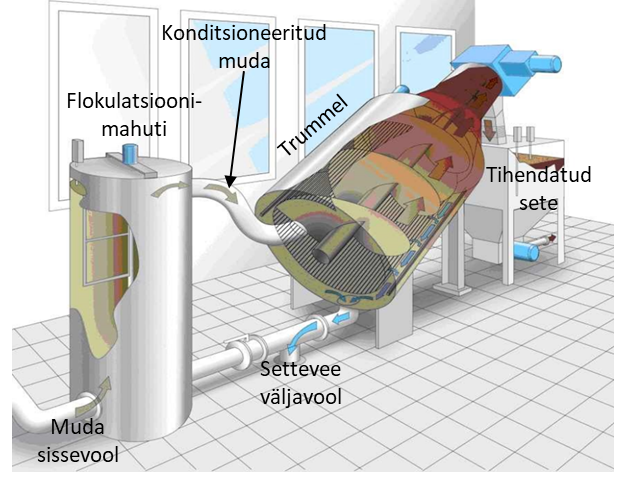 Konditsioneeritud
muda
Flokulatsiooni-
mahuti
Trummel
Tihendatud
sete
Settevee
väljavool
Muda
sissevool